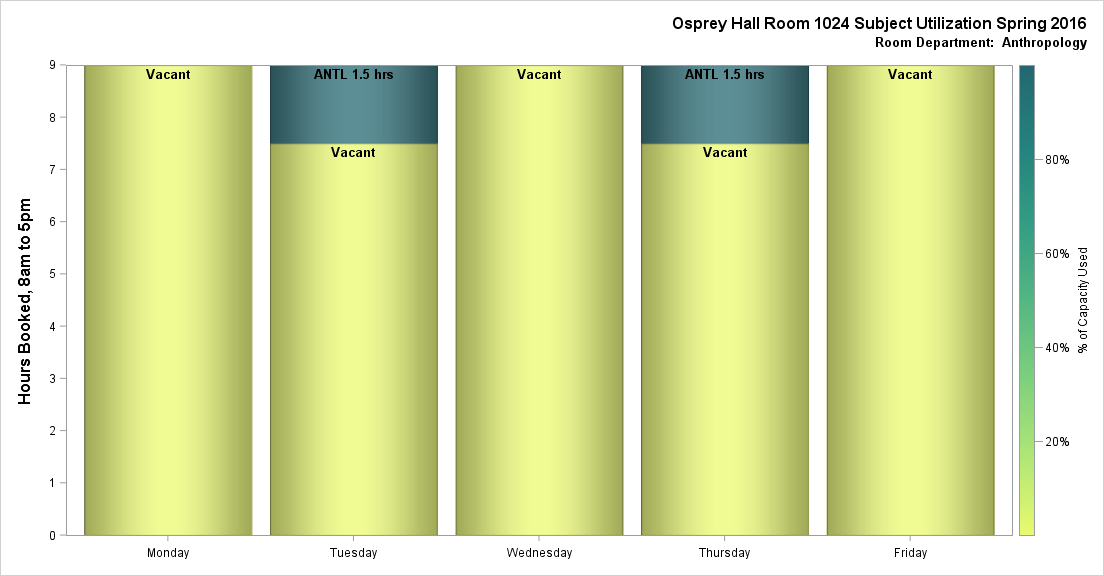 Osprey Hall Room 1024 Subject Utilization Spring 2016
Room Department: Anthropology
Hours Booked, 8am to 5pm
9
8
7
6
5
4
3
2
1
0
Vacant
ANTL 1.5 hrs
Vacant
Vacant
ANTL 1.5 hrs
Vacant
Vacant
Monday
Tuesday
Wednesday
Thursday
Friday
80%
60%
40%
20%
% of Capacity Used